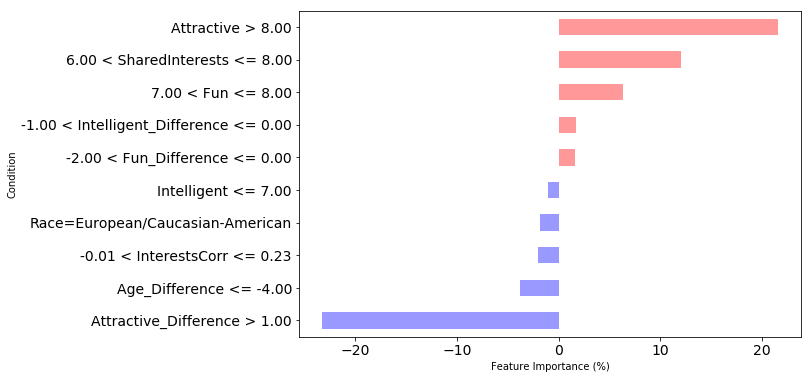 Attractive > 8.00
6.00 < SharedInterests <= 8.00
7.00 < Fun <= 8.00
-1.00 < Intelligent_Difference <= 0.00
-2.00 < Fun_Difference <= 0.00
Intelligent <= 7.00
Race=European/Caucasian-American
-0.01 < InterestsCorr <= 0.23
Age_Difference <= -4.00
Attractive_Difference > 1.00
Condition
−20 −10 0 10 20
Feature Importance (%)